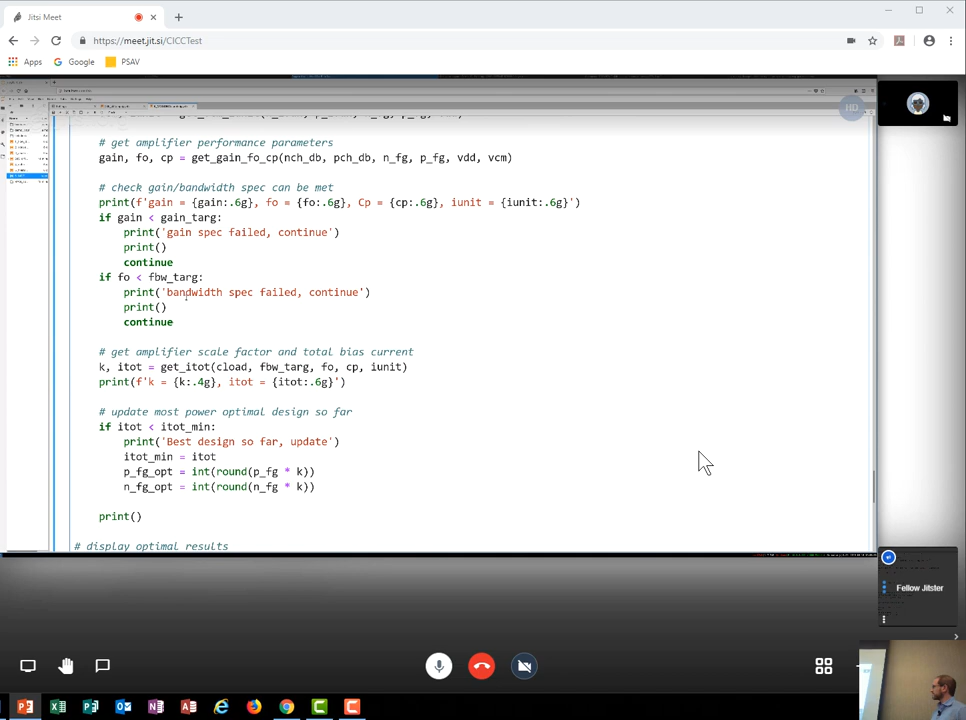 Jitsi Meet
https://meet.jit.si/CICCTest
Apps Google PSAV
HD
# get amplifier performance parameters
gain, fo, cp = get_gain_fo_cp(nch_db, pch_db, n_fg, p_fg, vdd, vcm)
# check gain/bandwidth spec can be met
print(f'gain = {gain:.6g}, fo = {fo:.6g}, Cp = {cp:.6g}, iunit = {iunit:.6g}')
if gain < gain_targ:
print('gain spec failed, continue')
print()
continue
if fo < fbw_targ:
print('bandwidth spec failed, continue')
print()
continue
# get amplifier scale factor and total bias current
k, itot = get_itot(cload, fbw_targ, fo, cp, iunit)
print(f'k = {k:.4g}, itot = {itot:.6g}')
# update most power optimal design so far
if itot < itot_min:
print('Best design so far, update')
itot_min = itot
p_fg_opt = int(round(p_fg * k))
n_fg_opt = int(round(n_fg * k))
print()
# display optimal results
Fellow Jitster